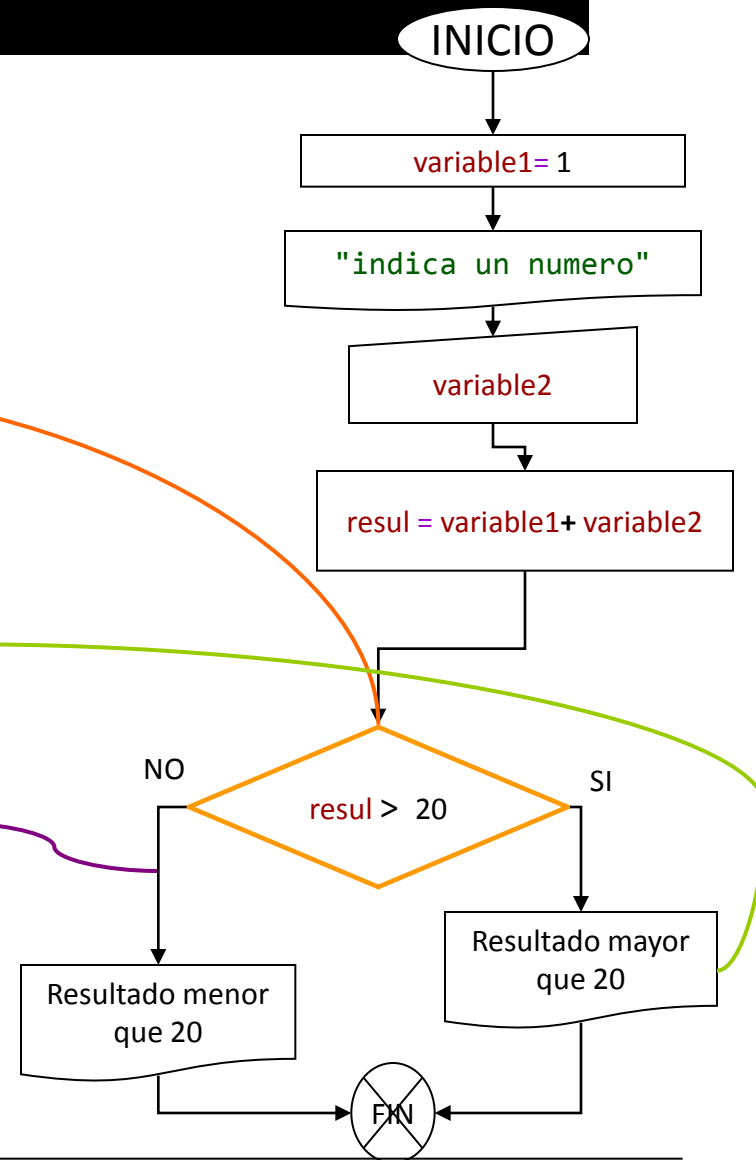 INICIO
variable1= 1
"indica un numero"
variable2
resul = variable1+ variable2
NO
SI
resul > 20
Resultado mayor
que 20
Resultado menor
que 20
FIN